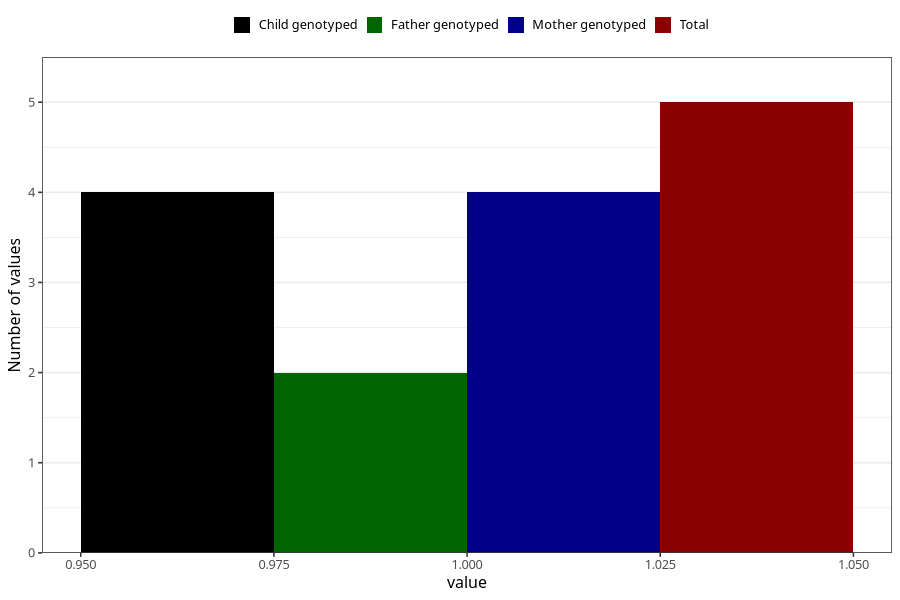 Child genotyped Father genotyped Mother genotyped Total
5
4
3
2
1
0
Number of values
0.950 0.975 1.000 1.025 1.050
value